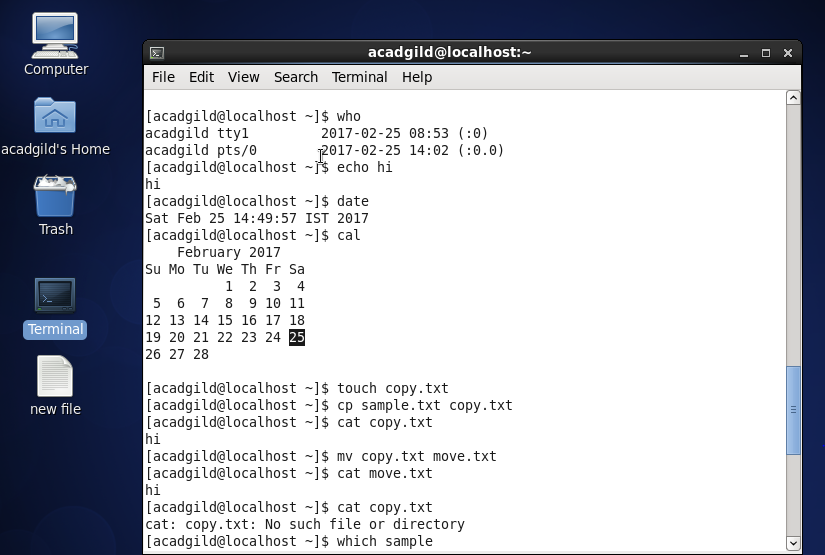 Computer
acadgild's Home
Trash
Terminal
new file
acadgild@localhost:~
File Edit View Search Terminal Help
[acadgild@localhost ~]$ who
acadgild tty1         2017-02-25 08:53 (:0)
acadgild pts/0        2017-02-25 14:02 (:0.0)
[acadgild@localhost ~]$ echo hi
hi
[acadgild@localhost ~]$ date
Sat Feb 25 14:49:57 IST 2017
[acadgild@localhost ~]$ cal
    February 2017
Su Mo Tu We Th Fr Sa
          1  2  3  4
 5  6  7  8  9 10 11
12 13 14 15 16 17 18
19 20 21 22 23 24 25
26 27 28
[acadgild@localhost ~]$ touch copy.txt
[acadgild@localhost ~]$ cp sample.txt copy.txt
[acadgild@localhost ~]$ cat copy.txt
hi
[acadgild@localhost ~]$ mv copy.txt move.txt
[acadgild@localhost ~]$ cat move.txt
hi
[acadgild@localhost ~]$ cat copy.txt
cat: copy.txt: No such file or directory
[acadgild@localhost ~]$ which sample